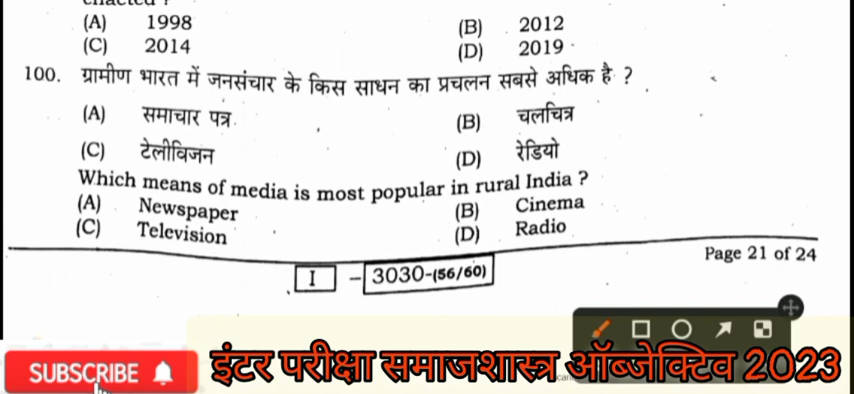 enacted ?
(A) 1998 (B) 2012
(C) 2014 (D) 2019
100. ग्रामीण भारत में जनसंचार के किस साधन का प्रचलन सबसे अधिक है ?
(A) समाचार पत्र (B) चलचित्र
(C) टेलीविजन (D) रेडियो
Which means of media is most popular in rural India ?
(A) Newspaper (B) Cinema
(C) Television (D) Radio
Page 21 of 24
I – 3030-(56/60)
SUBSCRIBE इंटर परीक्षा समाजशास्त्र ऑब्जेक्टिव 2023